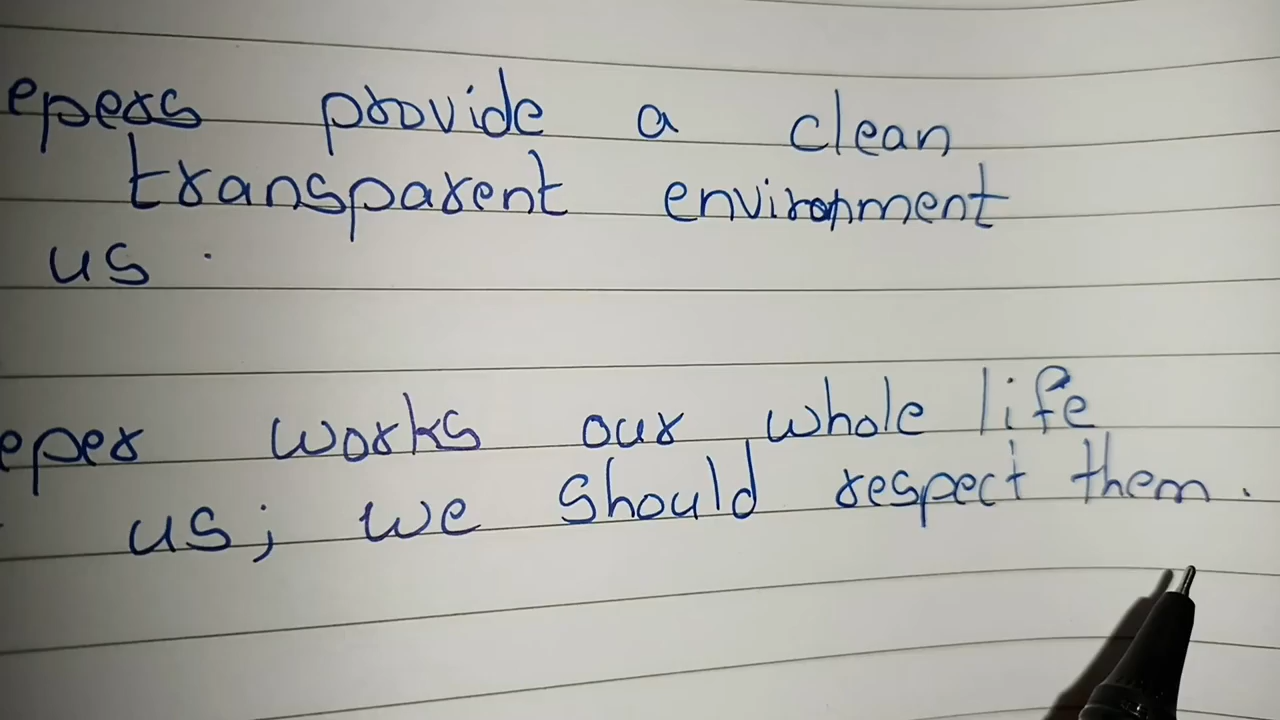 epers provide a clean
transparent environment
us.
eper works our whole life
us; we should respect them.